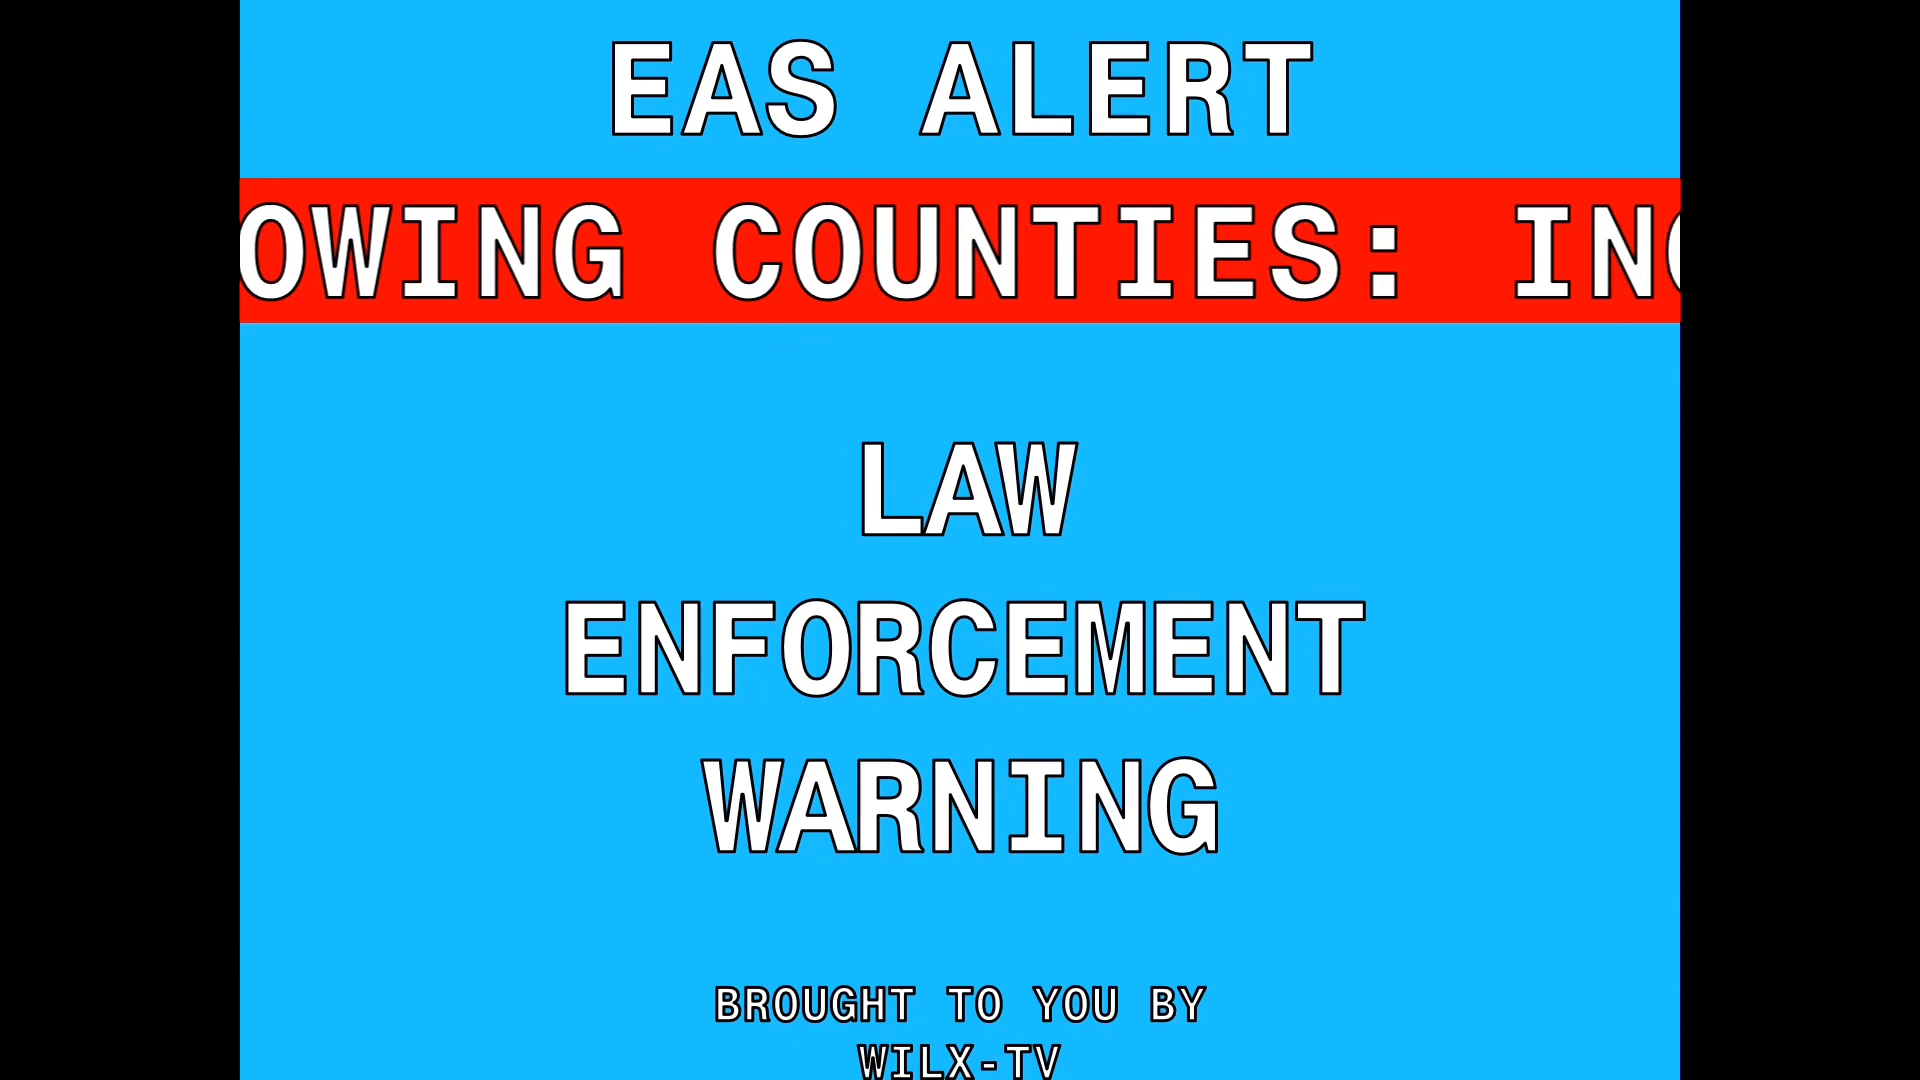 EAS ALERT
OWING COUNTIES: IN
LAW
ENFORCEMENT
WARNING
BROUGHT TO YOU BY
WILX-TV